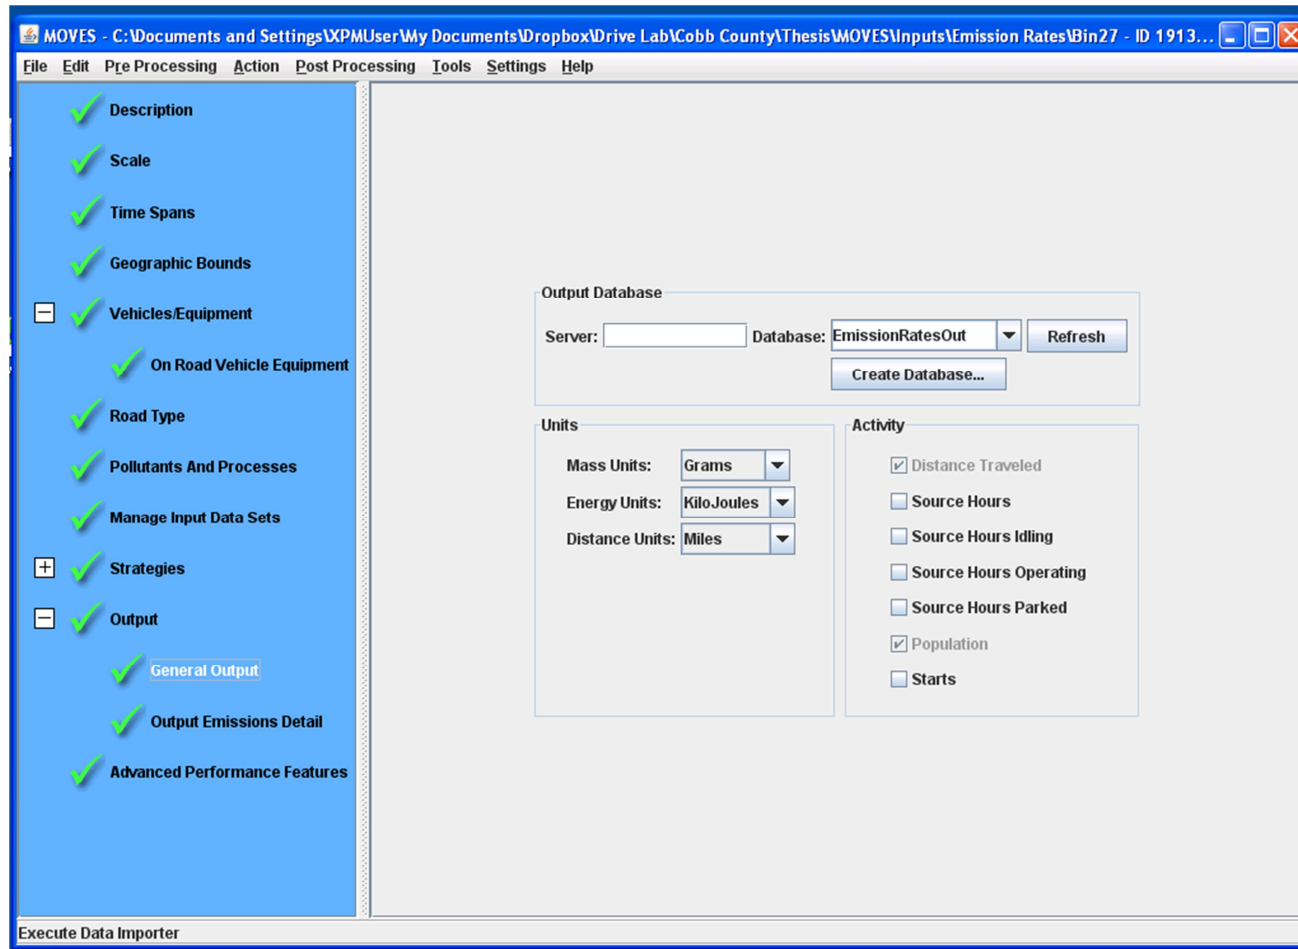 MOVES - C:\Documents and Settings\XPMUser\My Documents\Dropbox\Drive Lab\Cobb County\Thesis\MOVES\Inputs\Emission Rates\Bin27 - ID 1913...
File Edit Pre Processing Action Post Processing Tools Settings Help
Description
Scale
Time Spans
Geographic Bounds
Vehicles/Equipment
On Road Vehicle Equipment
Road Type
Pollutants And Processes
Manage Input Data Sets
Strategies
Output
General Output
Output Emissions Detail
Advanced Performance Features
Output Database
Server: Database: EmissionRatesOut Refresh
Create Database...
Units
Mass Units: Grams
Energy Units: KiloJoules
Distance Units: Miles
Activity
Distance Traveled
Source Hours
Source Hours Idling
Source Hours Operating
Source Hours Parked
Population
Starts
Execute Data Importer